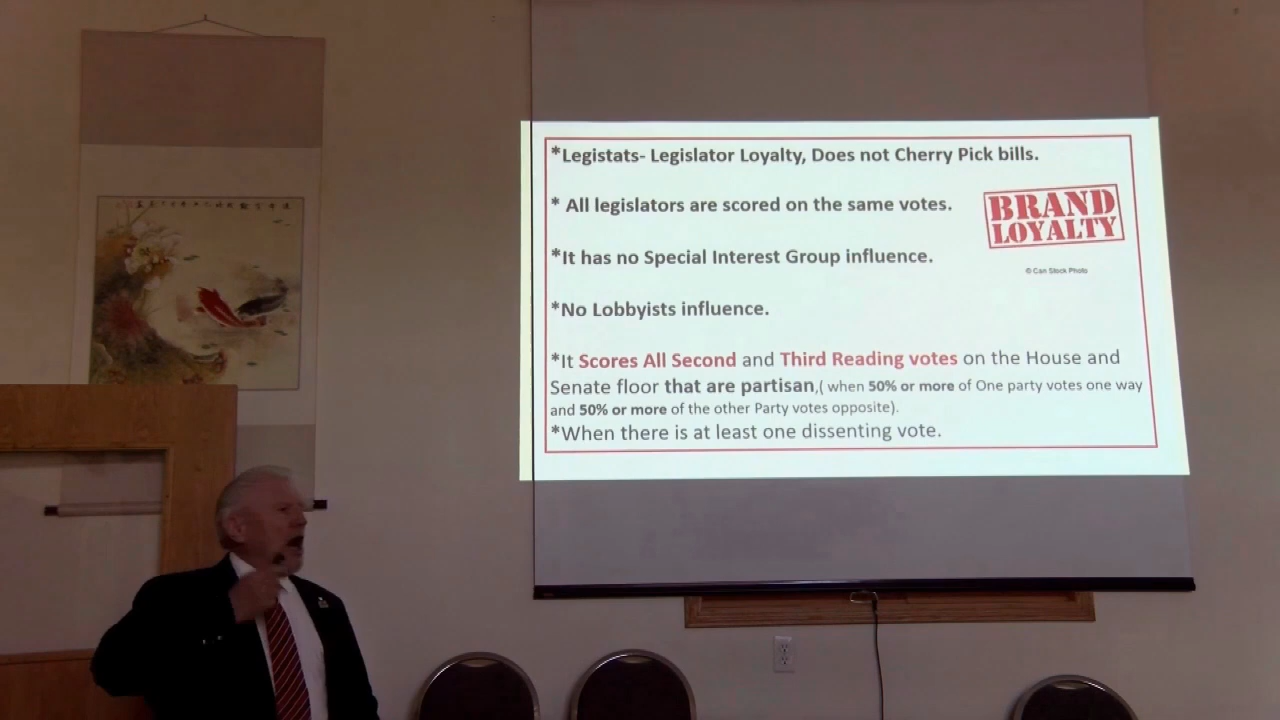 *Legistats- Legislator Loyalty, Does not Cherry Pick bills.
* All legislators are scored on the same votes.
BRAND
LOYALTY
*It has no Special Interest Group influence.
© Can Stock Photo
*No Lobbyists influence.
*It Scores All Second and Third Reading votes on the House and
Senate floor that are partisan,( when 50% or more of One party votes one way
and 50% or more of the other Party votes opposite).
*When there is at least one dissenting vote.